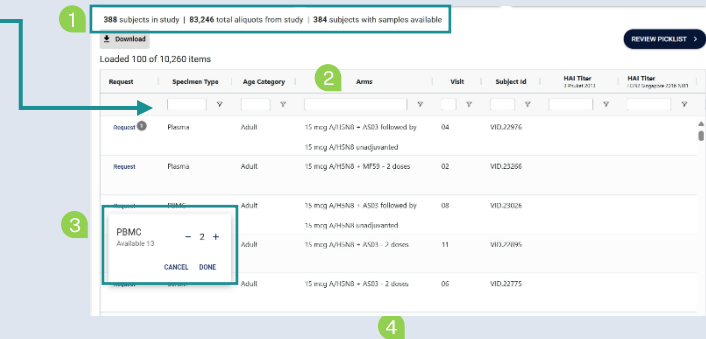 1
388 subjects in study | 83,246 total aliquots from study | 384 subjects with samples available
Download
REVIEW PICKLIST >
Loaded 100 of 10,260 items
2
Request Specimen Type Age Category Arms Visit Subject Id HAI Titer HAI Titer
Request 1 Plasma Adult 15 mcg A/H5N8 + AS03 followed by 04 VID.22976
15 mcg A/H5N8 unadjuvanted
Request Plasma Adult 15 mcg A/H5N8 + MF59 - 2 doses 02 VID.23266
Request PBMC Adult 15 mcg A/H5N8 + AS03 followed by 08 VID.23026
15 mcg A/H5N8 unadjuvanted
3
PBMC
Available 13
− 2 +
CANCEL DONE
Adult 15 mcg A/H5N8 + AS03 - 2 doses 11 VID.22895
Request Adult 15 mcg A/H5N8 + AS03 - 2 doses 06 VID.22775
4